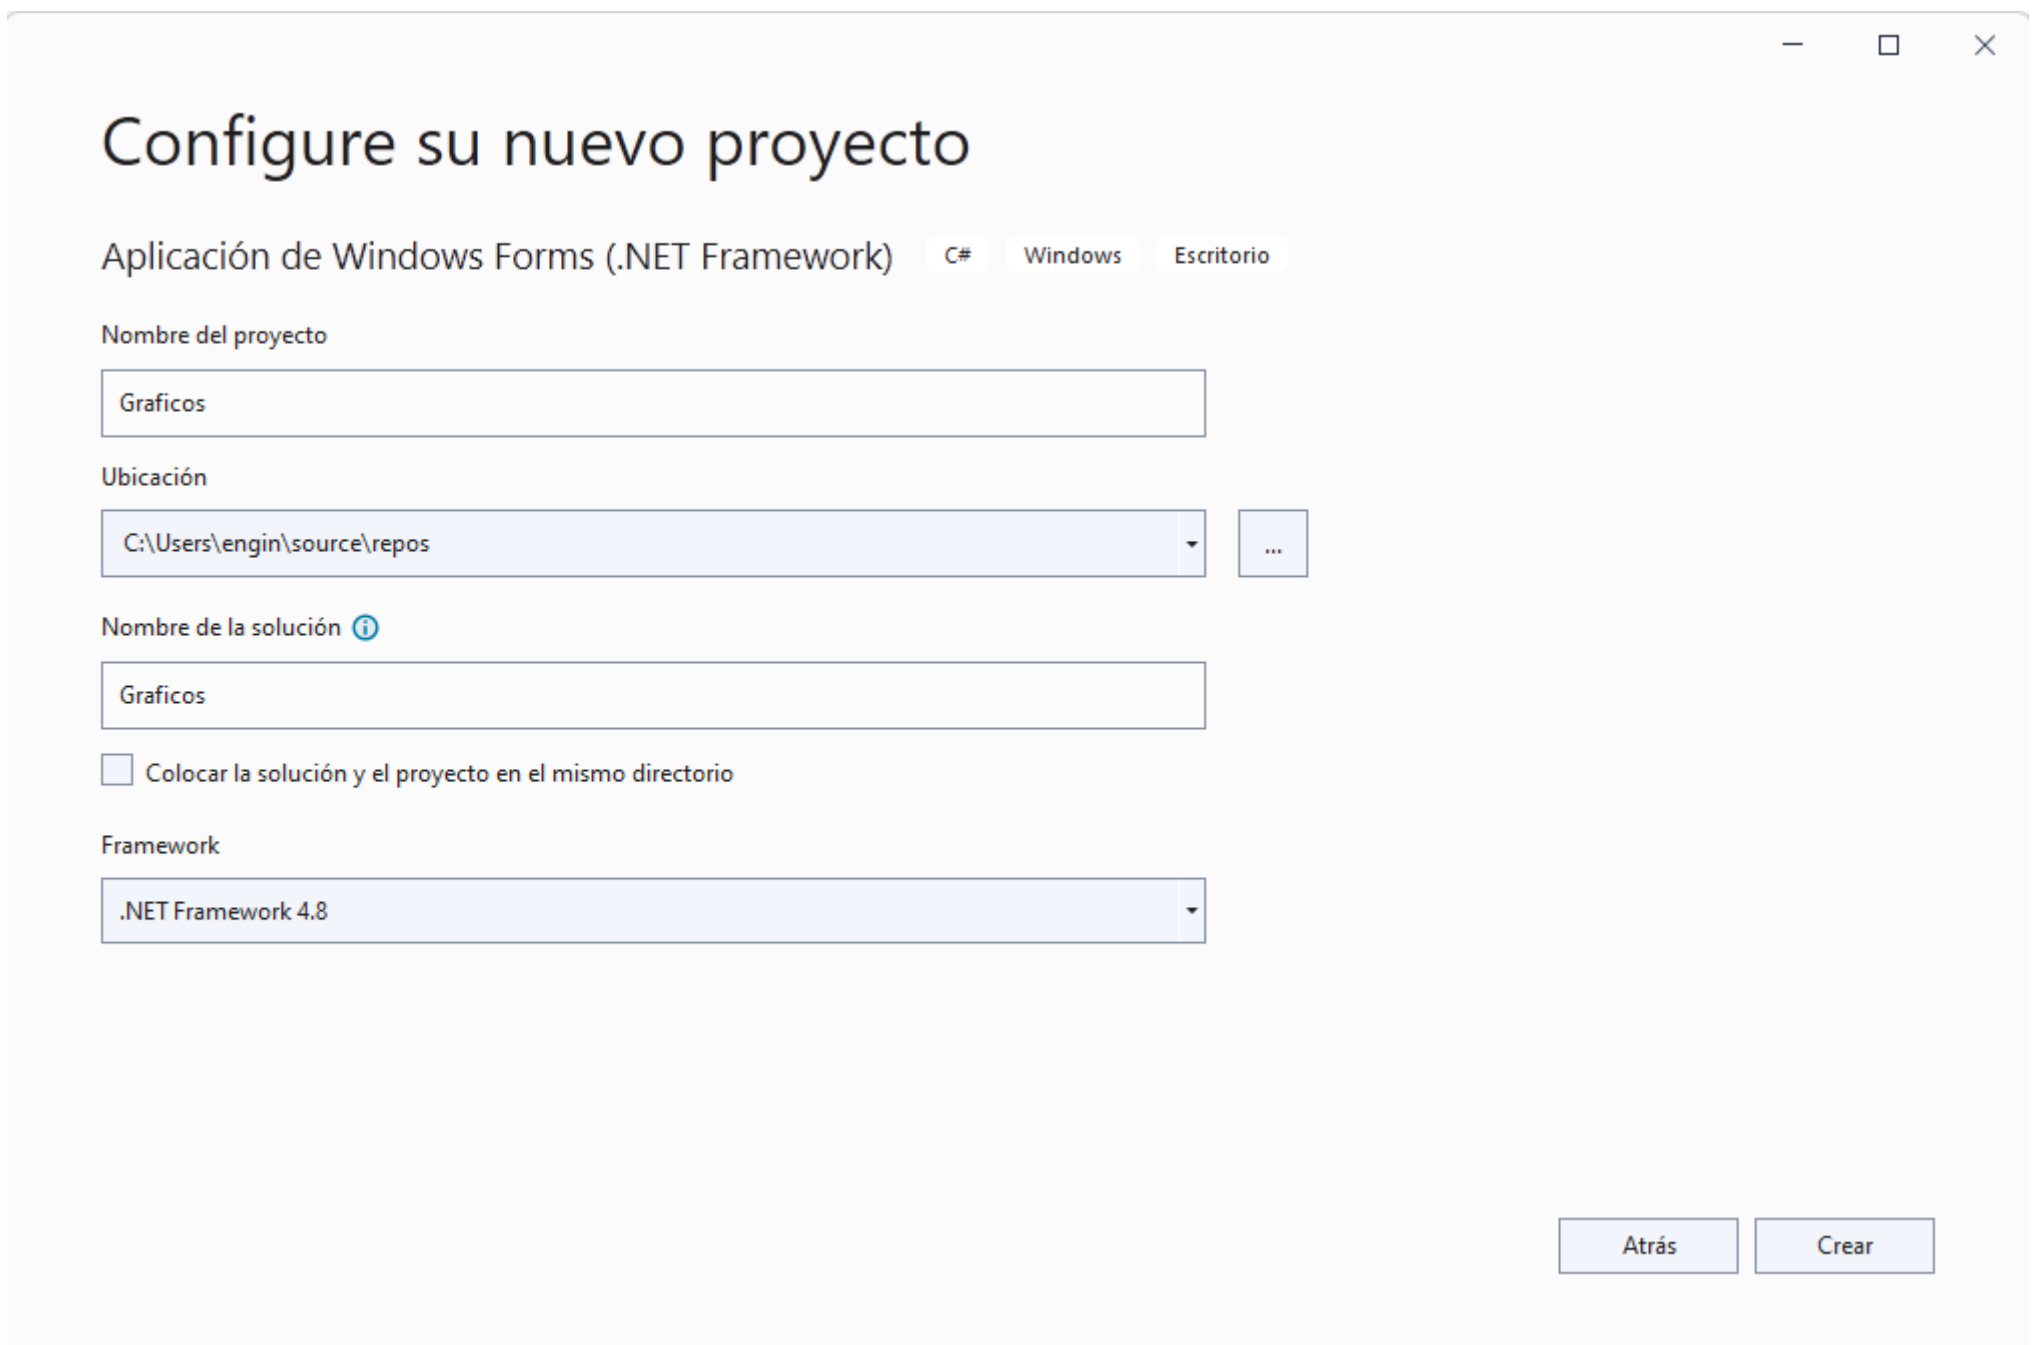 Configure su nuevo proyecto
Aplicación de Windows Forms (.NET Framework) C# Windows Escritorio
Nombre del proyecto
Graficos
Ubicación
C:\Users\engin\source\repos
...
Nombre de la solución
Graficos
Colocar la solución y el proyecto en el mismo directorio
Framework
.NET Framework 4.8
Atrás Crear